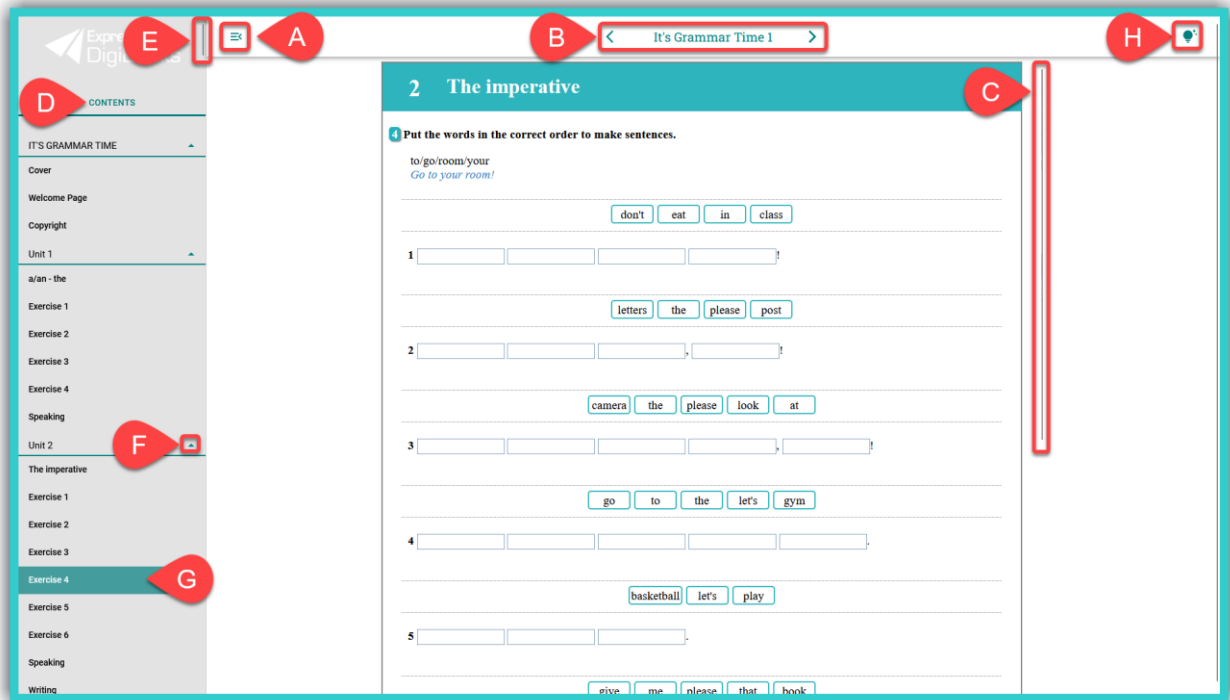 Expre
Digi ks
E
A
B
It's Grammar Time 1
H
D
CONTENTS
C
IT'S GRAMMAR TIME
Cover
Welcome Page
Copyright
Unit 1
a/an - the
Exercise 1
Exercise 2
Exercise 3
Exercise 4
Speaking
Unit 2
F
The imperative
Exercise 1
Exercise 2
Exercise 3
Exercise 4
G
Exercise 5
Exercise 6
Speaking
Writing
2 The imperative
4 Put the words in the correct order to make sentences.
to/go/room/your
Go to your room!
don't eat in class
1 !
letters the please post
2 , !
camera the please look at
3 , !
go to the let's gym
4 .
basketball let's play
5 .
give me please that book